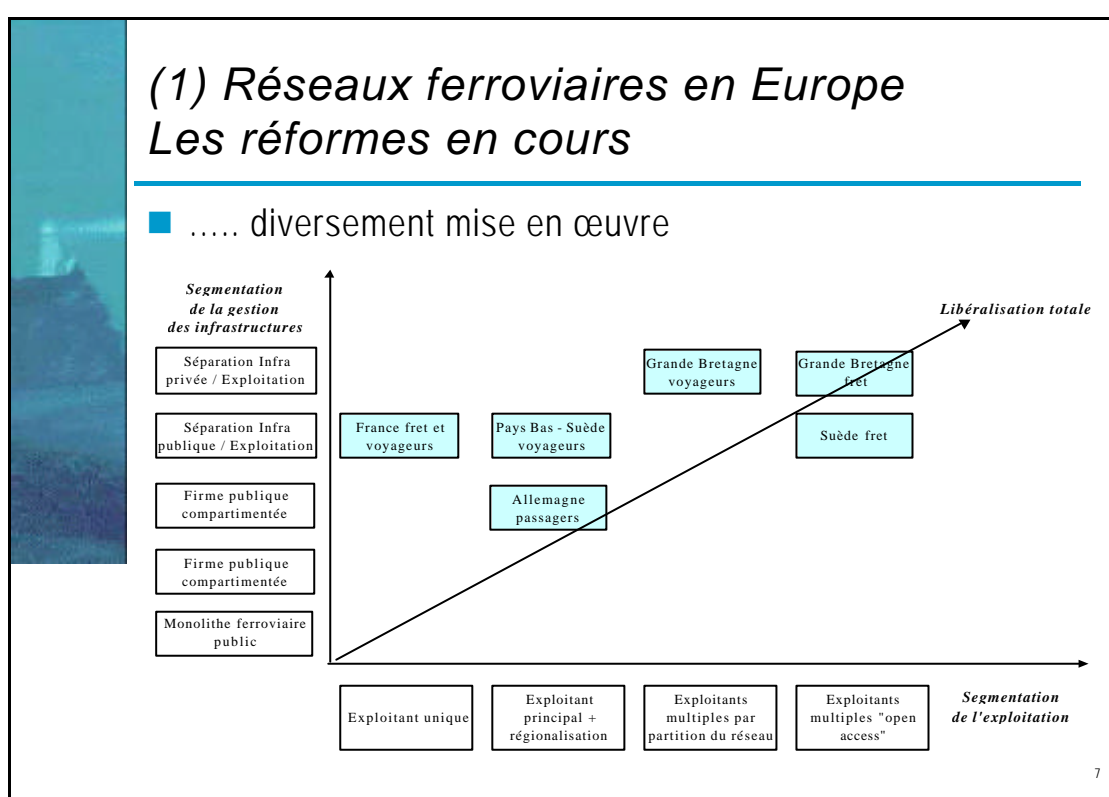 (1) Réseaux ferroviaires en Europe
Les réformes en cours
..... diversement mise en œuvre
Segmentation
de la gestion
des infrastructures
Libéralisation totale
Séparation Infra
privée / Exploitation
Grande Bretagne
voyageurs
Grande Bretagne
fret
Séparation Infra
publique / Exploitation
France fret et
voyageurs
Pays Bas - Suède
voyageurs
Suède fret
Firme publique
compartimentée
Allemagne
passagers
Firme publique
compartimentée
Monolithe ferroviaire
public
Exploitant unique
Exploitant
principal +
régionalisation
Exploitants
multiples par
partition du réseau
Exploitants
multiples "open
access"
Segmentation
de l'exploitation
7